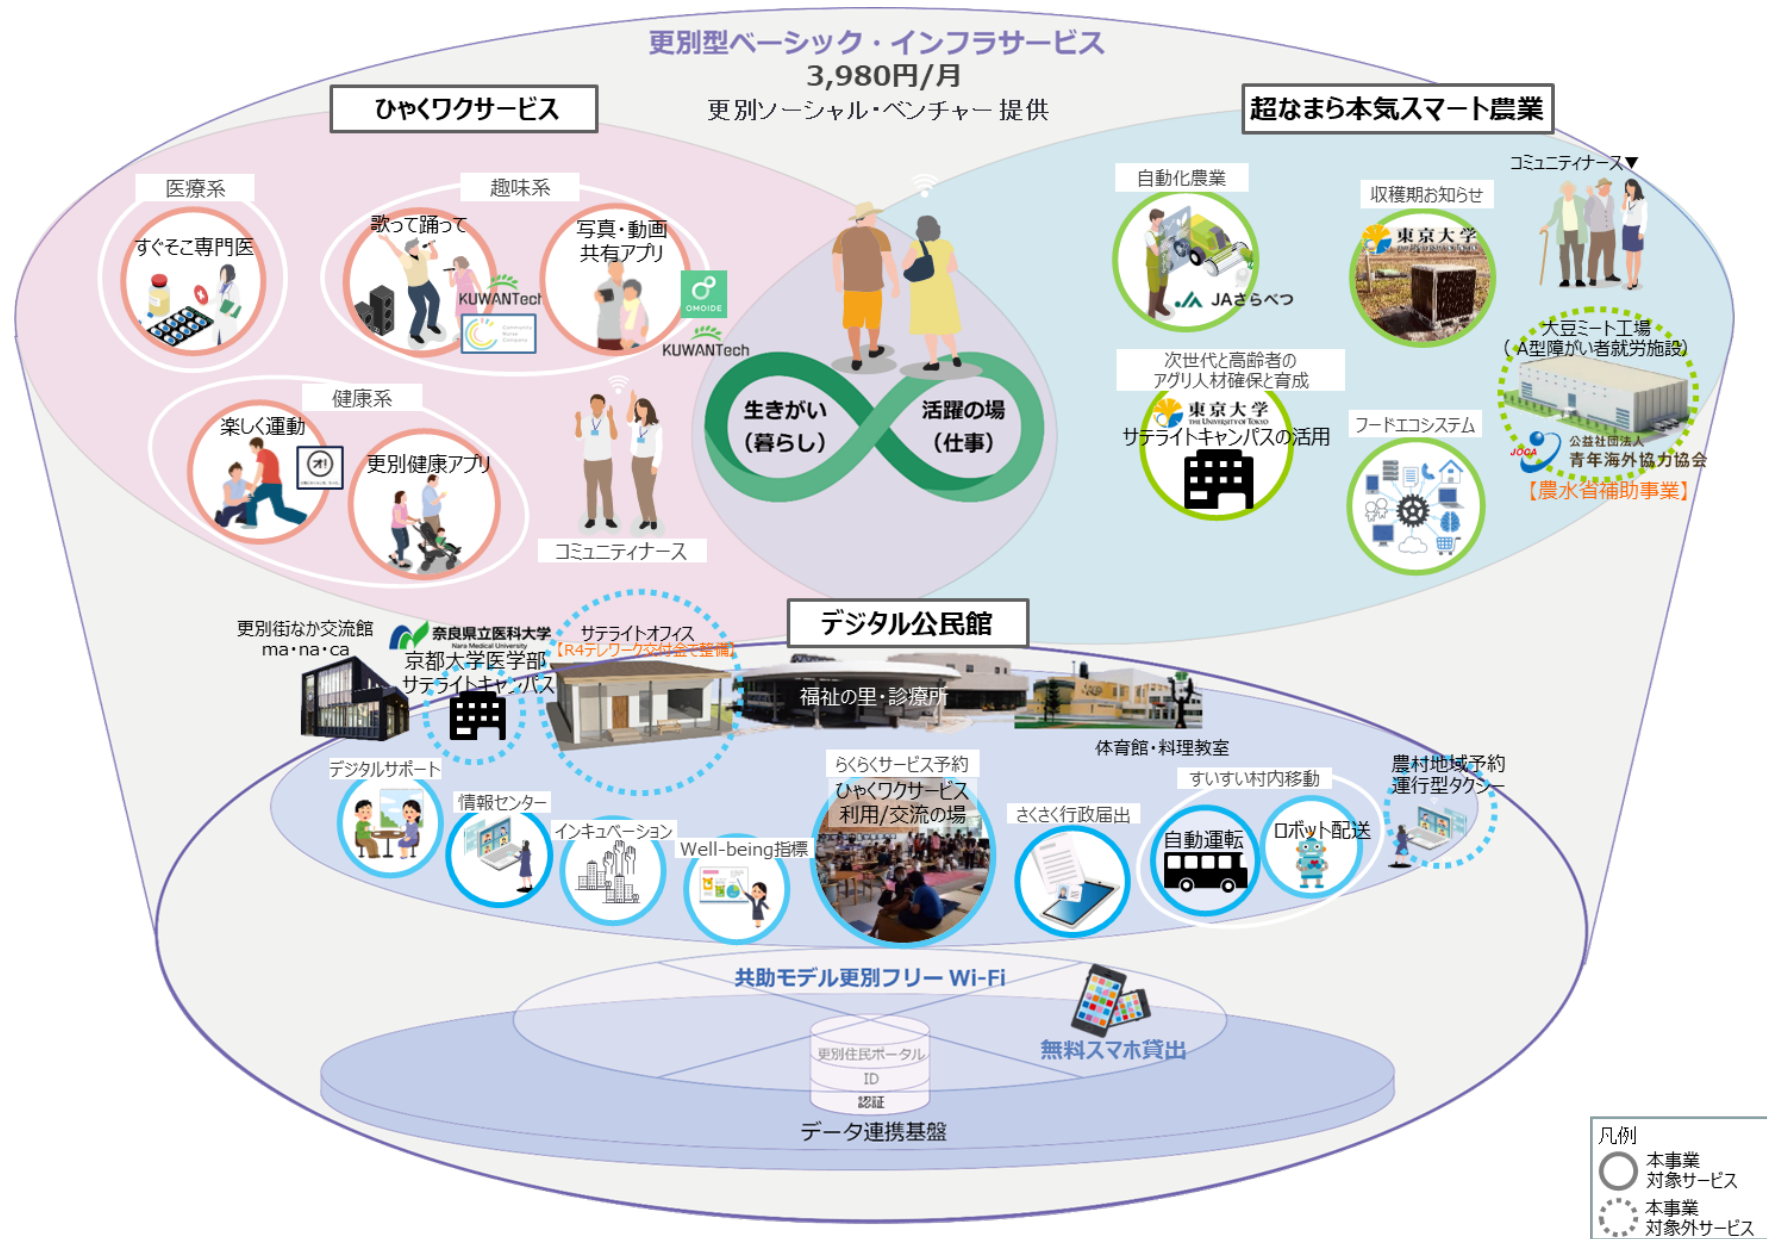 更別型ベーシック・インフラサービス
3,980円/月
更別ソーシャル・ベンチャー 提供
ひゃくワクサービス
超なまら本気スマート農業
医療系
すぐそこ専門医
趣味系
歌って踊って
KUWANTech
Community
Nurse
Company
写真・動画
共有アプリ
OMOIDE
KUWANTech
健康系
楽しく運動
オ!
更別健康アプリ
コミュニティナース
生きがい
(暮らし)
活躍の場
(仕事)
自動化農業
JAさらべつ
収穫期お知らせ
東京大学
コミュニティナース▼
次世代と高齢者の
アグリ人材確保と育成
東京大学
THE UNIVERSITY OF TOKYO
サテライトキャンパスの活用
フードエコシステム
大豆ミート工場
( A型障がい者就労施設)
JOCA
公益社団法人
青年海外協力協会
【農水省補助事業】
デジタル公民館
更別街なか交流館
ma・na・ca
奈良県立医科大学
Nara Medical University
京都大学医学部
サテライトキャンパス
サテライトオフィス
【R4テレワーク交付金で整備】
福祉の里・診療所
体育館・料理教室
デジタルサポート
情報センター
インキュベーション
Well-being指標
らくらくサービス予約
ひゃくワクサービス
利用/交流の場
さくさく行政届出
すいすい村内移動
自動運転
ロボット配送
農村地域予約
運行型タクシー
共助モデル更別フリー Wi-Fi
無料スマホ貸出
更別住民ポータル
ID
認証
データ連携基盤
凡例
本事業
対象サービス
本事業
対象外サービス